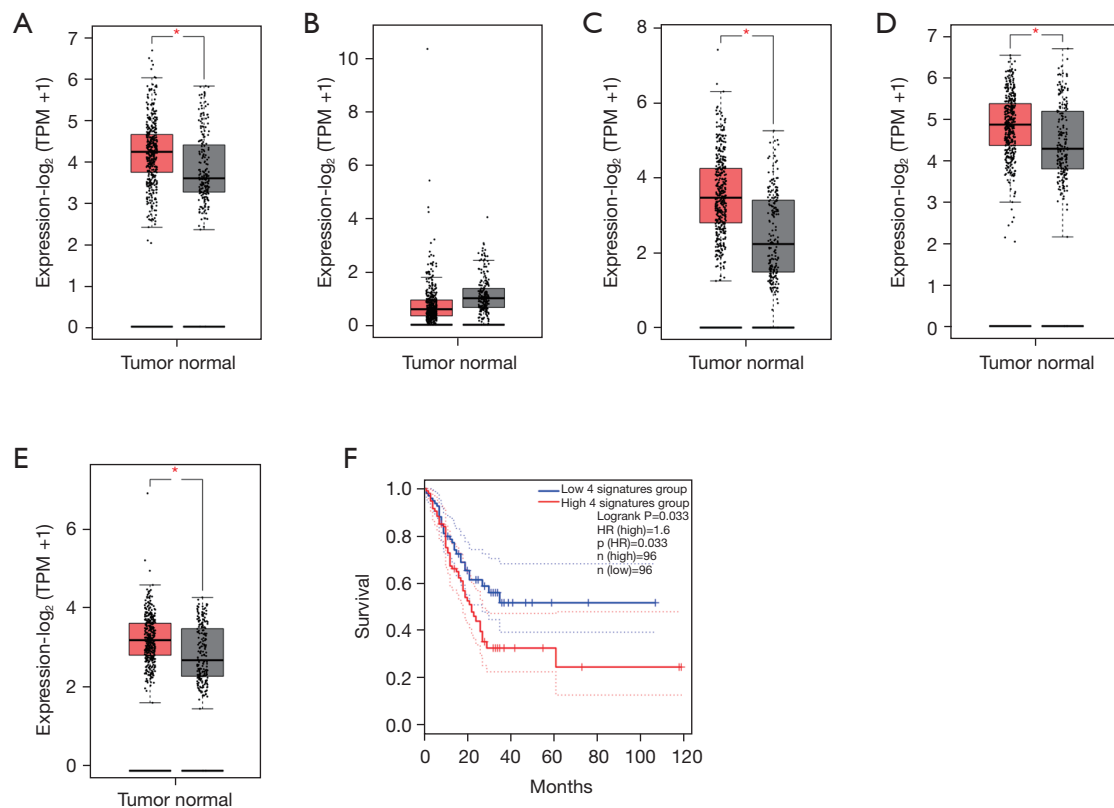 A
*
Expression-log₂ (TPM +1)
7
6
5
4
3
2
1
0
Tumor normal
B
Expression-log₂ (TPM +1)
10
8
6
4
2
0
Tumor normal
C
*
Expression-log₂ (TPM +1)
8
6
4
2
0
Tumor normal
D
*
Expression-log₂ (TPM +1)
7
6
5
4
3
2
1
0
Tumor normal
E
*
Expression-log₂ (TPM +1)
6
4
2
0
Tumor normal
F
Survival
1.0
0.8
0.6
0.4
0.2
0.0
Low 4 signatures group
High 4 signatures group
Logrank P=0.033
HR (high)=1.6
p (HR)=0.033
n (high)=96
n (low)=96
0 20 40 60 80 100 120
Months